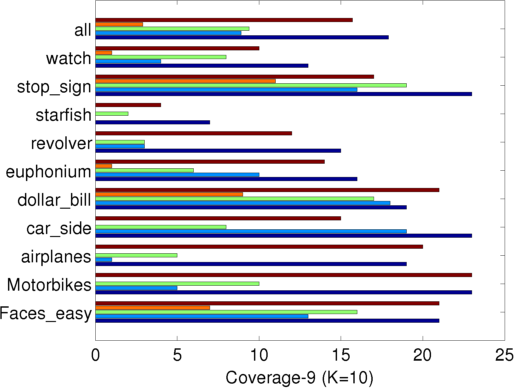 all
watch
stop_sign
starfish
revolver
euphonium
dollar_bill
car_side
airplanes
Motorbikes
Faces_easy
0 5 10 15 20 25
Coverage-9 (K=10)